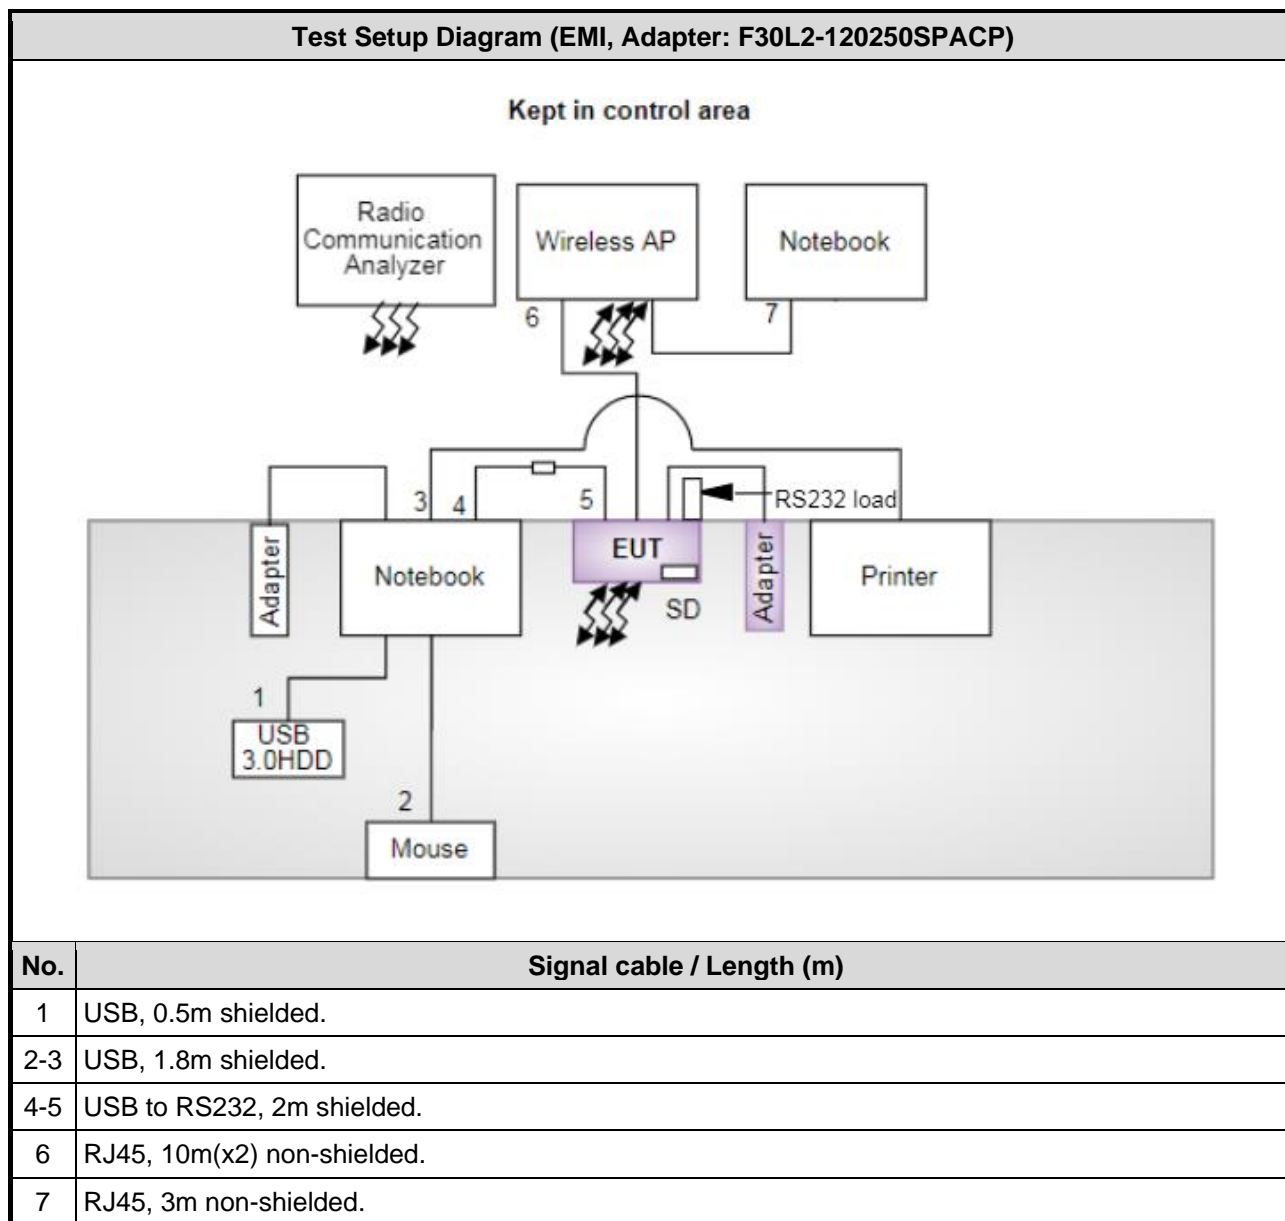 Test Setup Diagram (EMI, Adapter: F30L2-120250SPACP)
Kept in control area
Radio
Communication
Analyzer
Wireless AP
Notebook
6
7
3
4
5
RS232 load
Adapter
Notebook
EUT
SD
Adapter
Printer
1
USB
3.0HDD
2
Mouse
No. Signal cable / Length (m)
1 USB, 0.5m shielded.
2-3 USB, 1.8m shielded.
4-5 USB to RS232, 2m shielded.
6 RJ45, 10m(x2) non-shielded.
7 RJ45, 3m non-shielded.